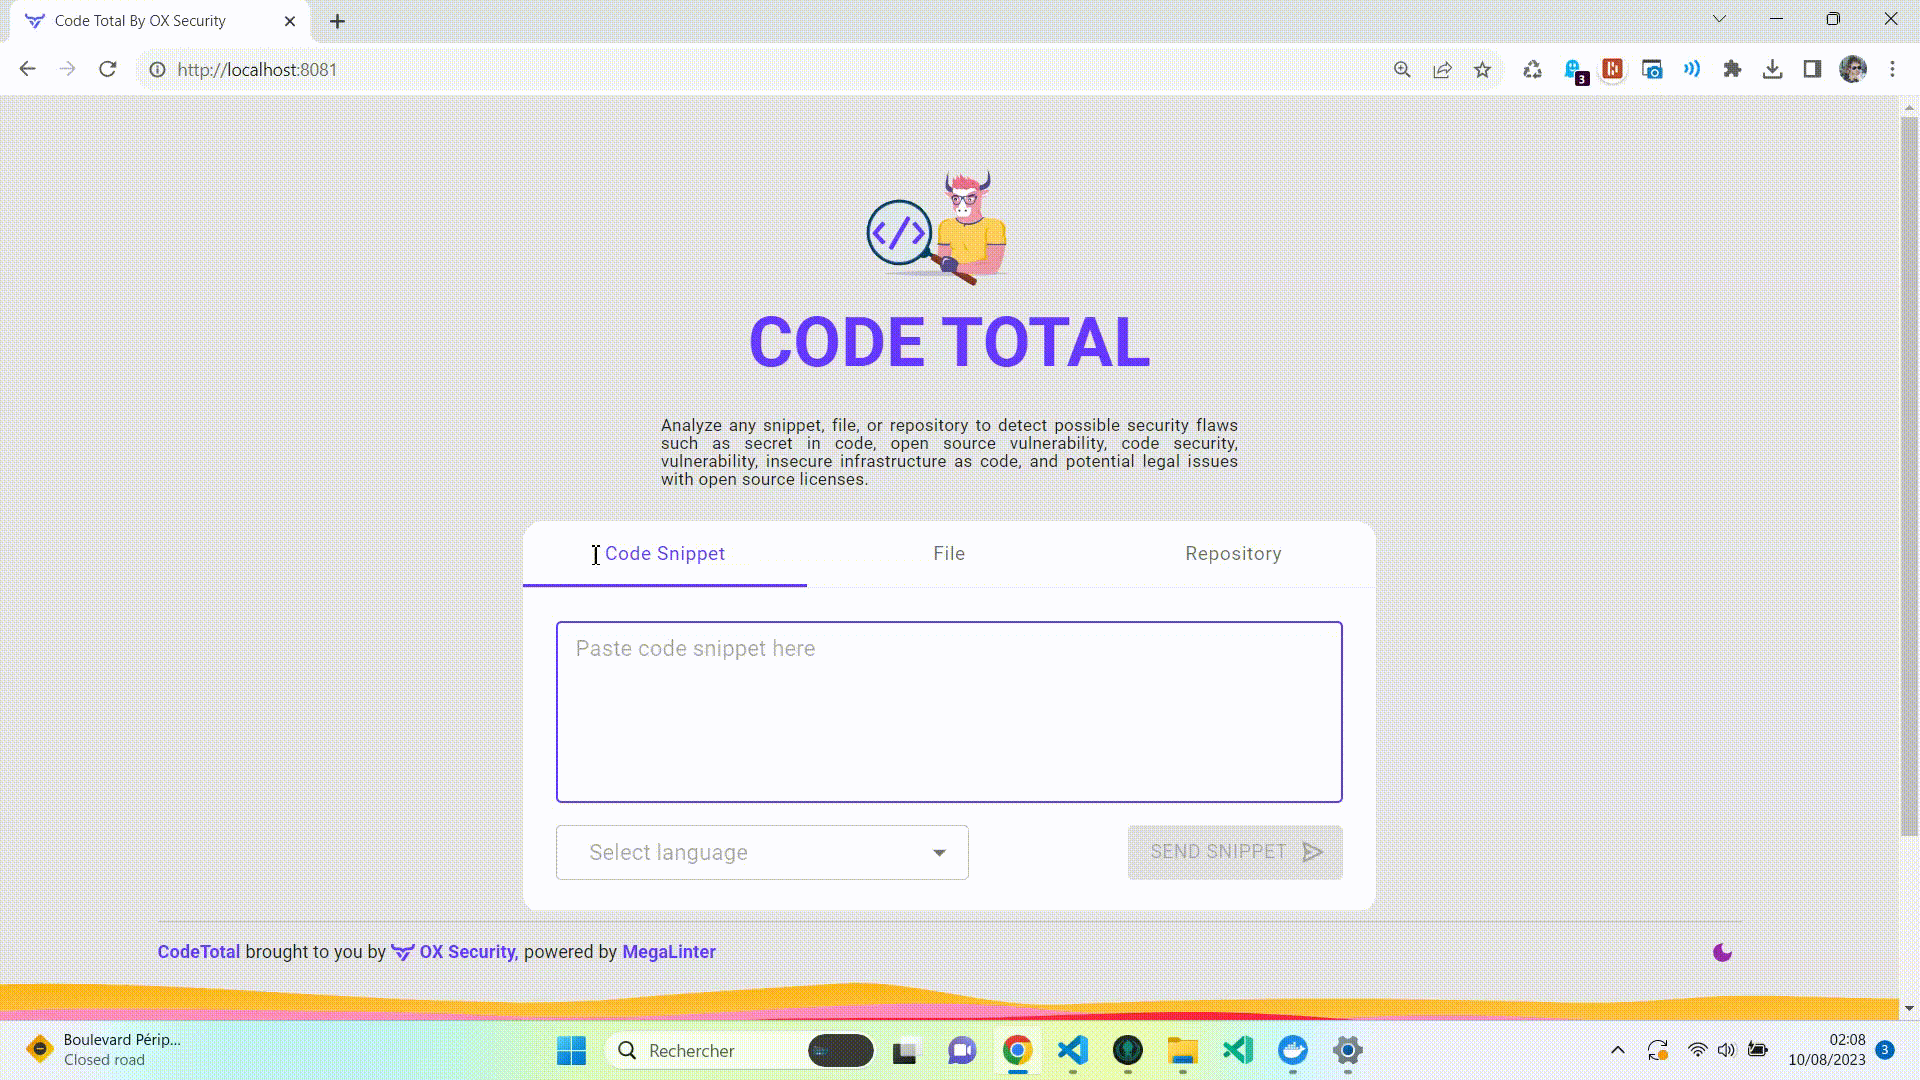 Code Total By OX Security
http://localhost:8081
3
</>
CODE TOTAL
Analyze any snippet, file, or repository to detect possible security flaws
such as secret in code, open source vulnerability, code security,
vulnerability, insecure infrastructure as code, and potential legal issues
with open source licenses.
Code Snippet
File
Repository
Paste code snippet here
Select language
SEND SNIPPET
CodeTotal brought to you by OX Security, powered by MegaLinter
Boulevard Périp...
Closed road
Rechercher
02:08
10/08/2023
3